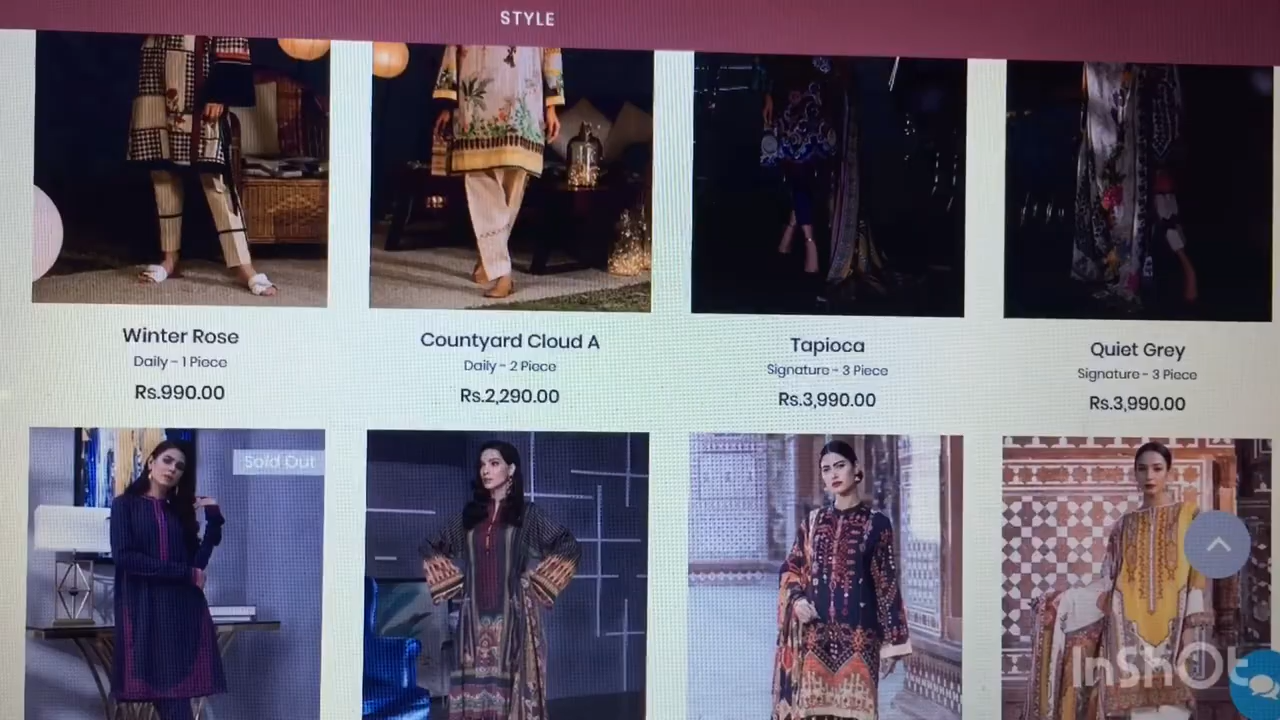 STYLE
Winter Rose
Daily - 1 Piece
Rs.990.00
Countyard Cloud A
Daily - 2 Piece
Rs.2,290.00
Tapioca
Signature - 3 Piece
Rs.3,990.00
Quiet Grey
Signature - 3 Piece
Rs.3,990.00
Sold Out
InShOt